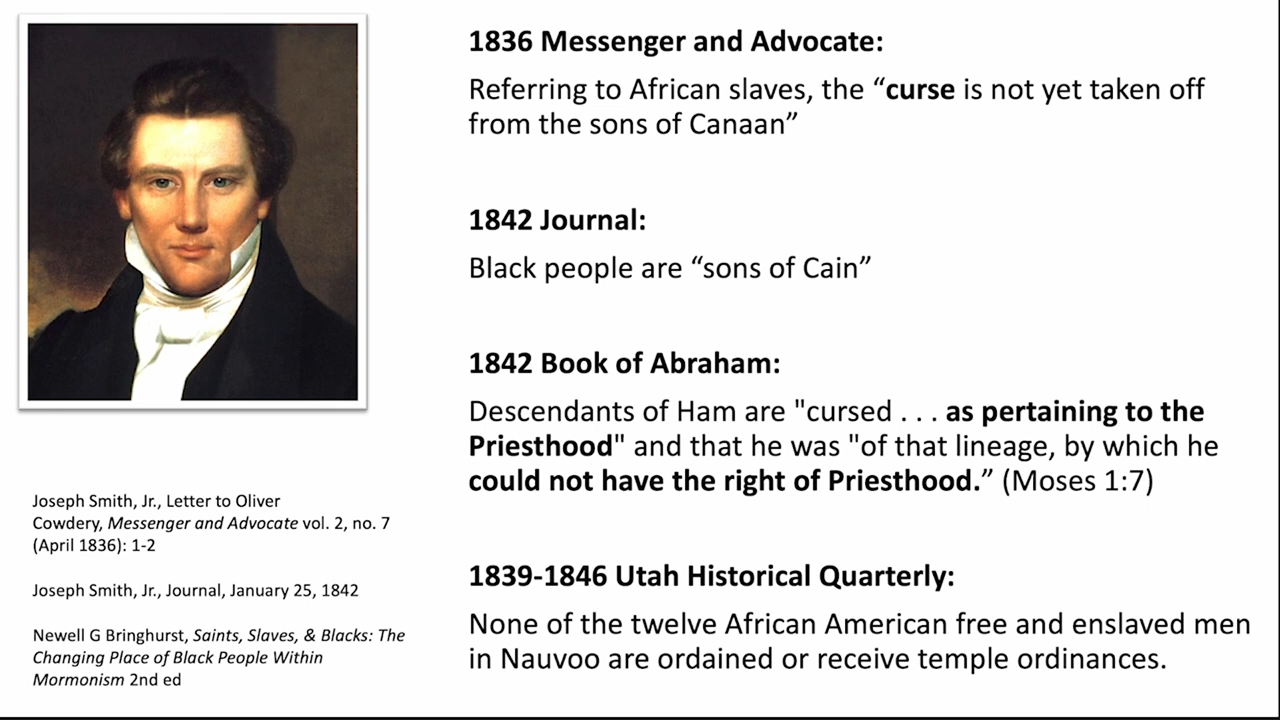 1836 Messenger and Advocate:
Referring to African slaves, the “curse is not yet taken off
from the sons of Canaan”
1842 Journal:
Black people are “sons of Cain”
1842 Book of Abraham:
Descendants of Ham are "cursed . . . as pertaining to the
Priesthood" and that he was "of that lineage, by which he
could not have the right of Priesthood.” (Moses 1:7)
1839-1846 Utah Historical Quarterly:
None of the twelve African American free and enslaved men
in Nauvoo are ordained or receive temple ordinances.
Joseph Smith, Jr., Letter to Oliver
Cowdery, Messenger and Advocate vol. 2, no. 7
(April 1836): 1-2
Joseph Smith, Jr., Journal, January 25, 1842
Newell G Bringhurst, Saints, Slaves, & Blacks: The
Changing Place of Black People Within
Mormonism 2nd ed